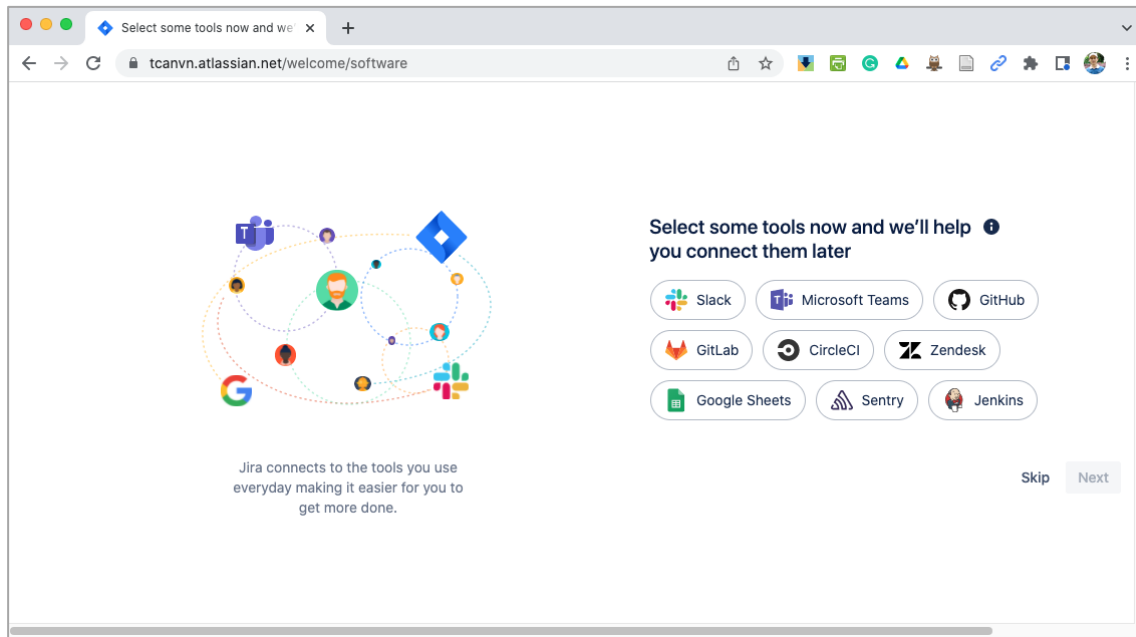 Select some tools now and we'
tcanvn.atlassian.net/welcome/software
Select some tools now and we'll help
you connect them later
Slack
Microsoft Teams
GitHub
GitLab
CircleCI
Zendesk
Google Sheets
Sentry
Jenkins
Jira connects to the tools you use
everyday making it easier for you to
get more done.
Skip
Next